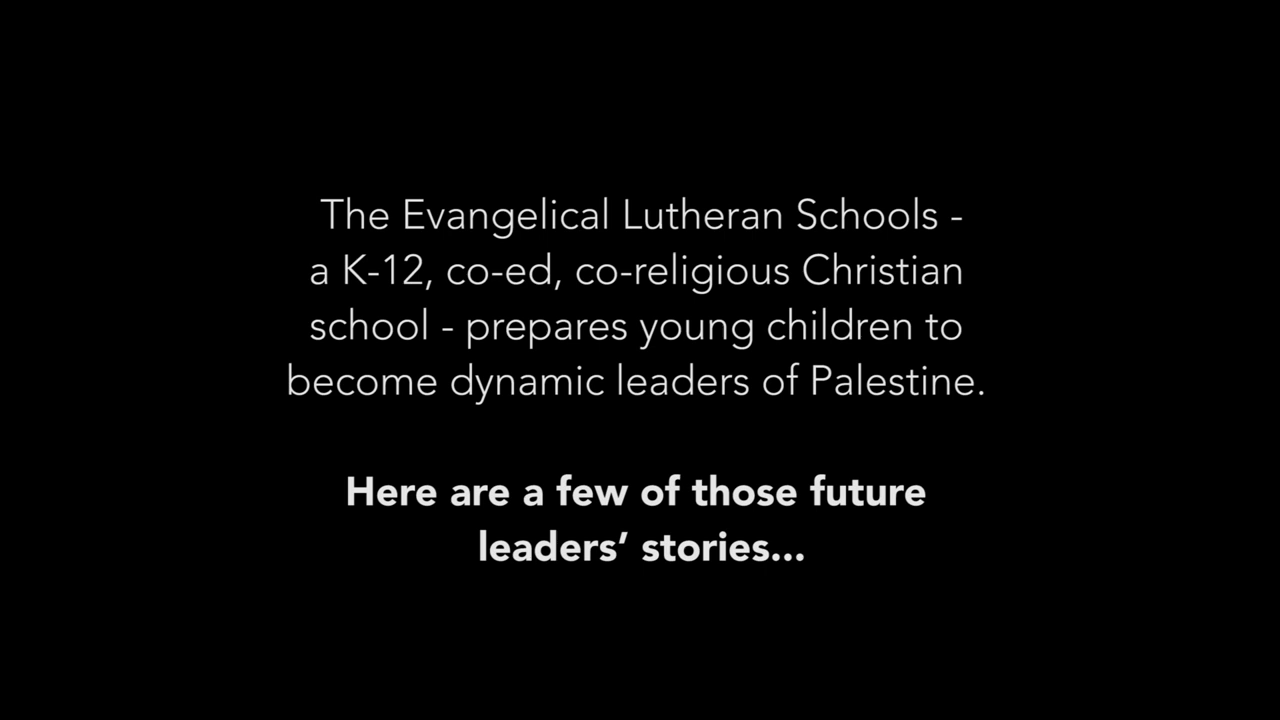 The Evangelical Lutheran Schools -
a K-12, co-ed, co-religious Christian
school - prepares young children to
become dynamic leaders of Palestine.
Here are a few of those future
leaders’ stories...